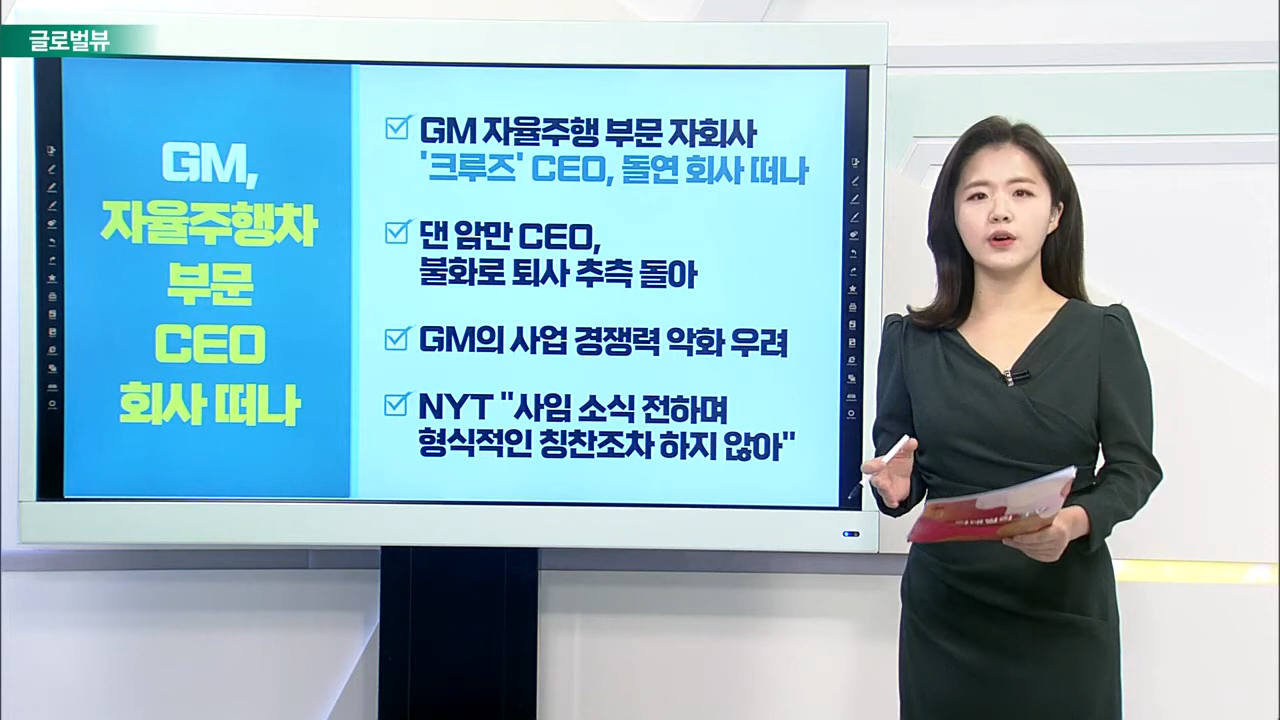 글로벌뷰
GM,
자율주행차
부문
CEO
회사 떠나
GM 자율주행 부문 자회사
'크루즈' CEO, 돌연 회사 떠나
댄 암만 CEO,
불화로 퇴사 추측 돌아
GM의 사업 경쟁력 악화 우려
NYT "사임 소식 전하며
형식적인 칭찬조차 하지 않아"